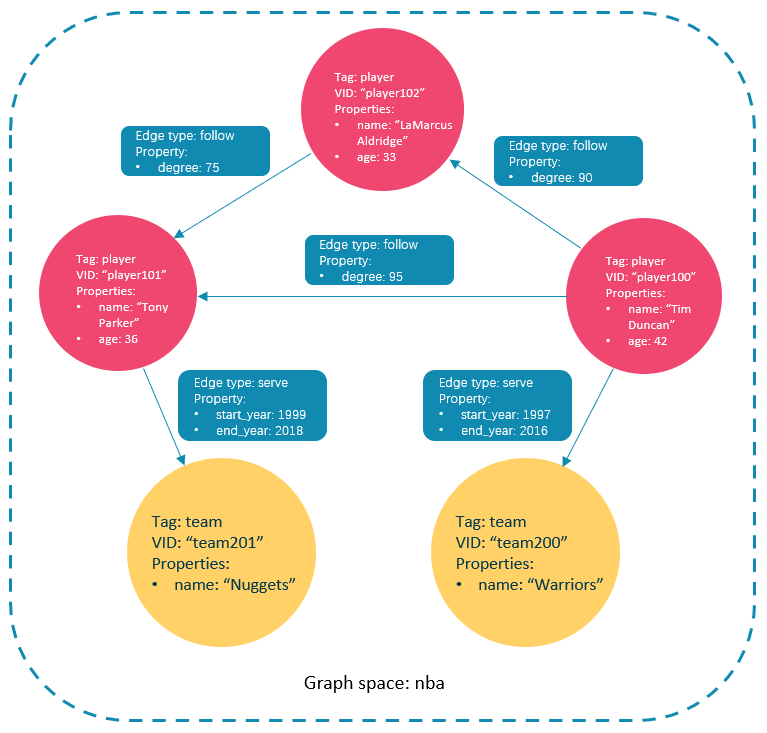 Tag: player
VID: “player102”
Properties:
• name: “LaMarcus
Aldridge”
• age: 33
Edge type: follow
Property:
• degree: 75
Edge type: follow
Property:
• degree: 90
Edge type: follow
Property:
• degree: 95
Tag: player
VID: “player101”
Properties:
• name: “Tony
Parker”
• age: 36
Tag: player
VID: “player100”
Properties:
• name: “Tim
Duncan”
• age: 42
Edge type: serve
Property:
• start_year: 1999
• end_year: 2018
Edge type: serve
Property:
• start_year: 1997
• end_year: 2016
Tag: team
VID: “team201”
Properties:
• name: “Nuggets”
Tag: team
VID: “team200”
Properties:
• name: “Warriors”
Graph space: nba